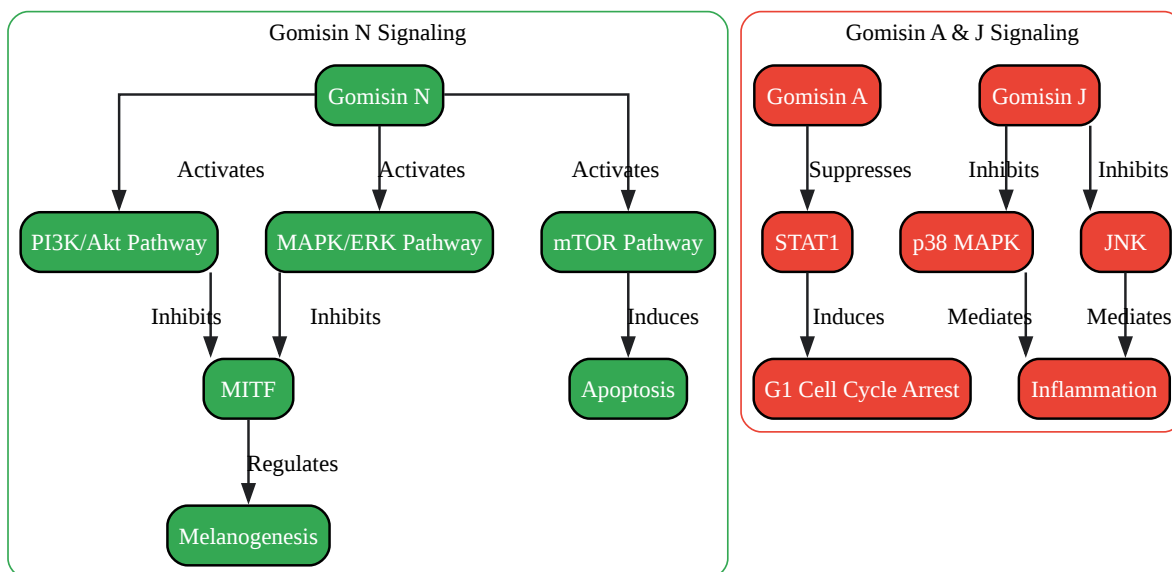 Gomisin N Signaling
Gomisin A & J Signaling
Gomisin N
Gomisin A
Gomisin J
Activates
Activates
Activates
Suppresses
Inhibits
Inhibits
PI3K/Akt Pathway
MAPK/ERK Pathway
mTOR Pathway
STAT1
p38 MAPK
JNK
Inhibits
Inhibits
Induces
Induces
Mediates
Mediates
MITF
Apoptosis
G1 Cell Cycle Arrest
Inflammation
Regulates
Melanogenesis